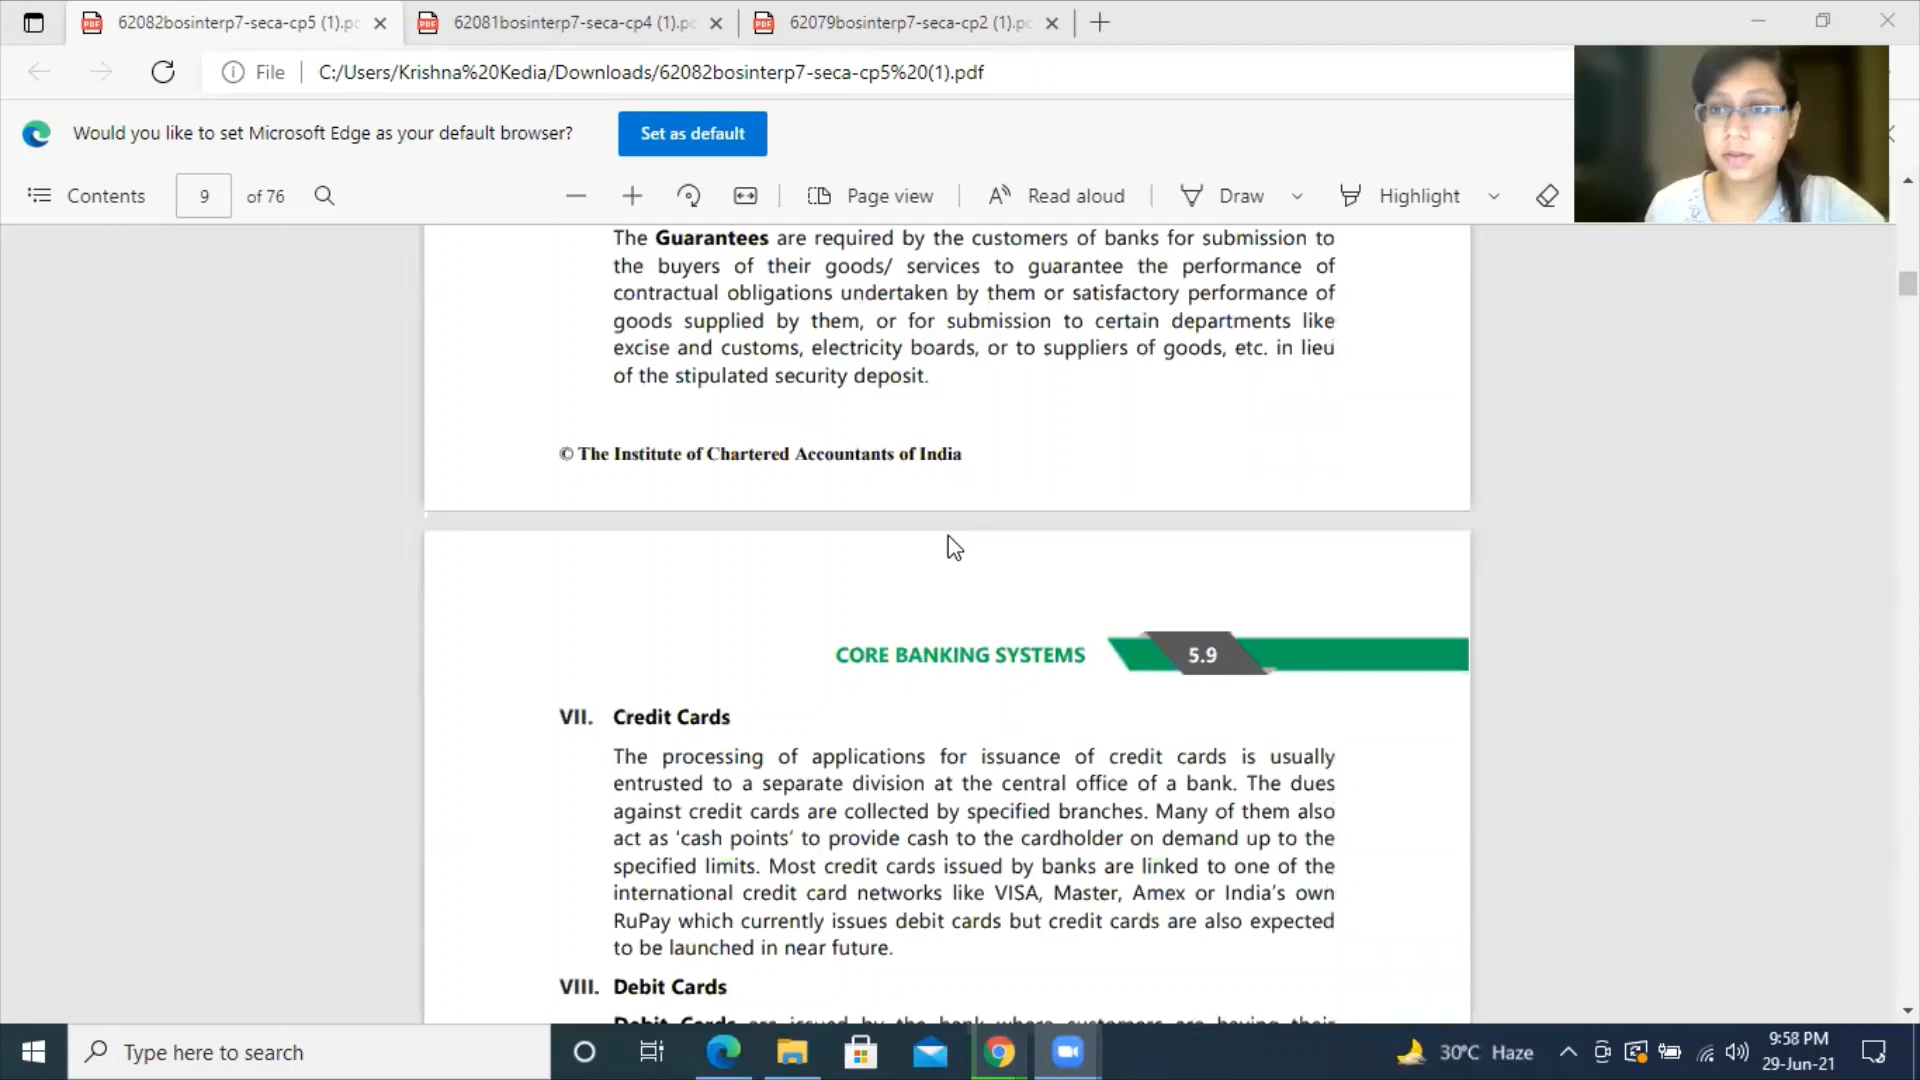 62082bosinterp7-seca-cp5 (1).pc
62081bosinterp7-seca-cp4 (1).pc
62079bosinterp7-seca-cp2 (1).pc
File
C:/Users/Krishna%20Kedia/Downloads/62082bosinterp7-seca-cp5%20(1).pdf
Would you like to set Microsoft Edge as your default browser?
Set as default
Contents
9
of 76
Page view
Read aloud
Draw
Highlight
The Guarantees are required by the customers of banks for submission to
the buyers of their goods/ services to guarantee the performance of
contractual obligations undertaken by them or satisfactory performance of
goods supplied by them, or for submission to certain departments like
excise and customs, electricity boards, or to suppliers of goods, etc. in lieu
of the stipulated security deposit.
© The Institute of Chartered Accountants of India
CORE BANKING SYSTEMS
5.9
VII. Credit Cards
The processing of applications for issuance of credit cards is usually
entrusted to a separate division at the central office of a bank. The dues
against credit cards are collected by specified branches. Many of them also
act as 'cash points' to provide cash to the cardholder on demand up to the
specified limits. Most credit cards issued by banks are linked to one of the
international credit card networks like VISA, Master, Amex or India's own
RuPay which currently issues debit cards but credit cards are also expected
to be launched in near future.
VIII. Debit Cards
Debit Cards are issued by the bank where customers are having their
Type here to search
30°C Haze
9:58 PM
29-Jun-21